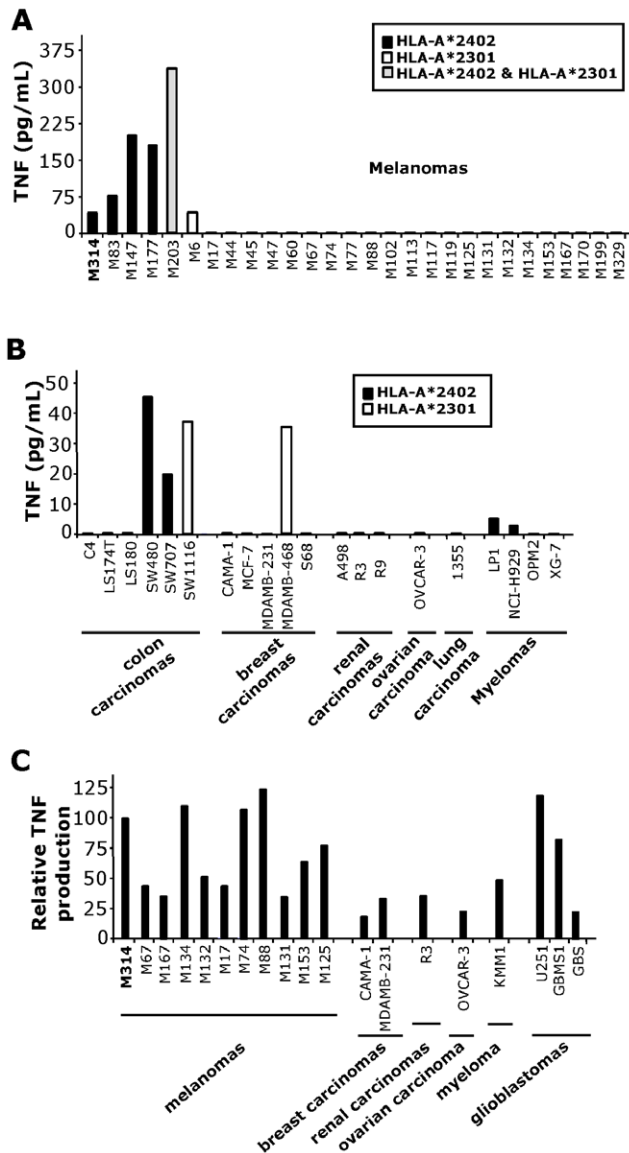 A
TNF (pg/mL)
375
300
225
150
75
0
HLA-A*2402
HLA-A*2301
HLA-A*2402 & HLA-A*2301
Melanomas
M314 M83 M147 M177 M203 M6 M17 M44 M45 M47 M60 M67 M74 M77 M88 M102 M113 M117 M119 M125 M131 M132 M134 M153 M167 M170 M199 M329
B
TNF (pg/mL)
50
40
30
20
10
0
HLA-A*2402
HLA-A*2301
C4 LS174T LS180 SW480 SW707 SW1116 CAMA-1 MCF-7 MDAMB-231 MDAMB-468 S68 A498 R3 R9 OVCAR-3 1355 LP1 NCI-H929 OPM2 XG-7
colon
carcinomas
breast
carcinomas
renal
carcinomas
ovarian
carcinoma
lung
carcinoma
Myelomas
C
Relative TNF
production
125
100
75
50
25
0
M314 M67 M167 M134 M132 M17 M74 M88 M131 M153 M125 CAMA-1 MDAMB-231 R3 OVCAR-3 KMM1 U251 GBMS1 GBS
melanomas
breast carcinomas
renal carcinomas
ovarian carcinoma
myeloma
glioblastomas